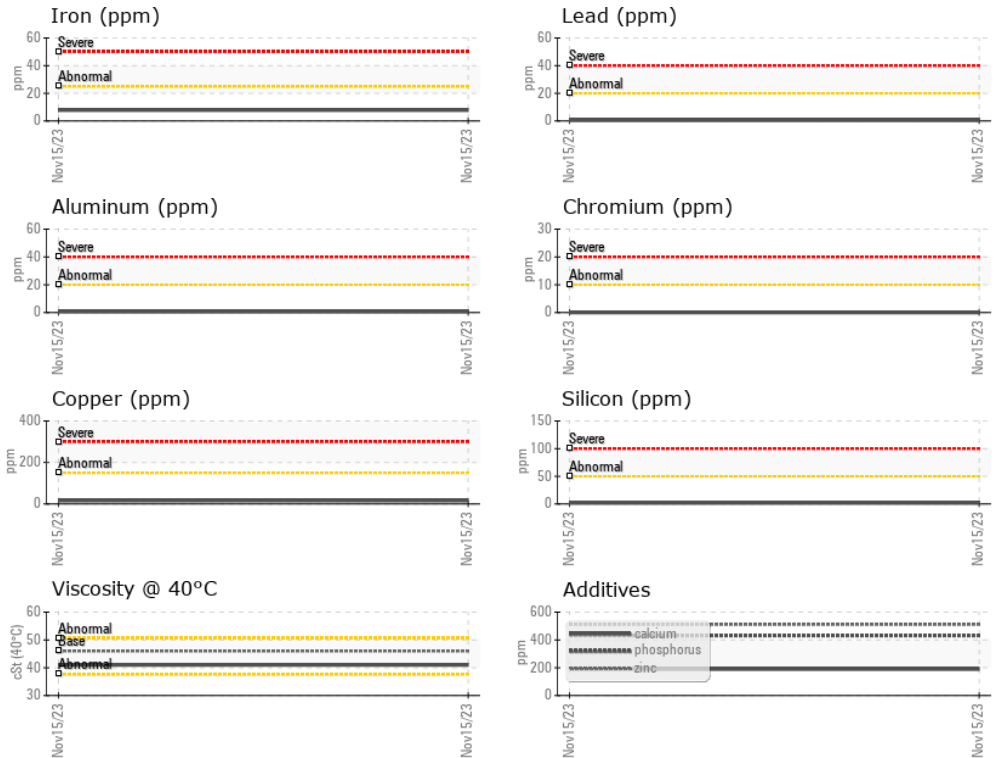 Iron (ppm)
60
Severe
40
ppm
Abnormal
20
0
Nov15/23
Nov15/23
Lead (ppm)
60
Severe
40
ppm
Abnormal
20
0
Nov15/23
Nov15/23
Aluminum (ppm)
60
Severe
40
ppm
Abnormal
20
0
Nov15/23
Nov15/23
Chromium (ppm)
30
Severe
20
ppm
Abnormal
10
0
Nov15/23
Nov15/23
Copper (ppm)
400
Severe
ppm
200
Abnormal
0
Nov15/23
Nov15/23
Silicon (ppm)
150
Severe
100
ppm
Abnormal
50
0
Nov15/23
Nov15/23
Viscosity @ 40°C
60
Abnormal
50
Base
cSt (40°C)
40
Abnormal
30
Nov15/23
Nov15/23
Additives
600
calcium
400
phosphorus
ppm
zinc
200
0
Nov15/23
Nov15/23